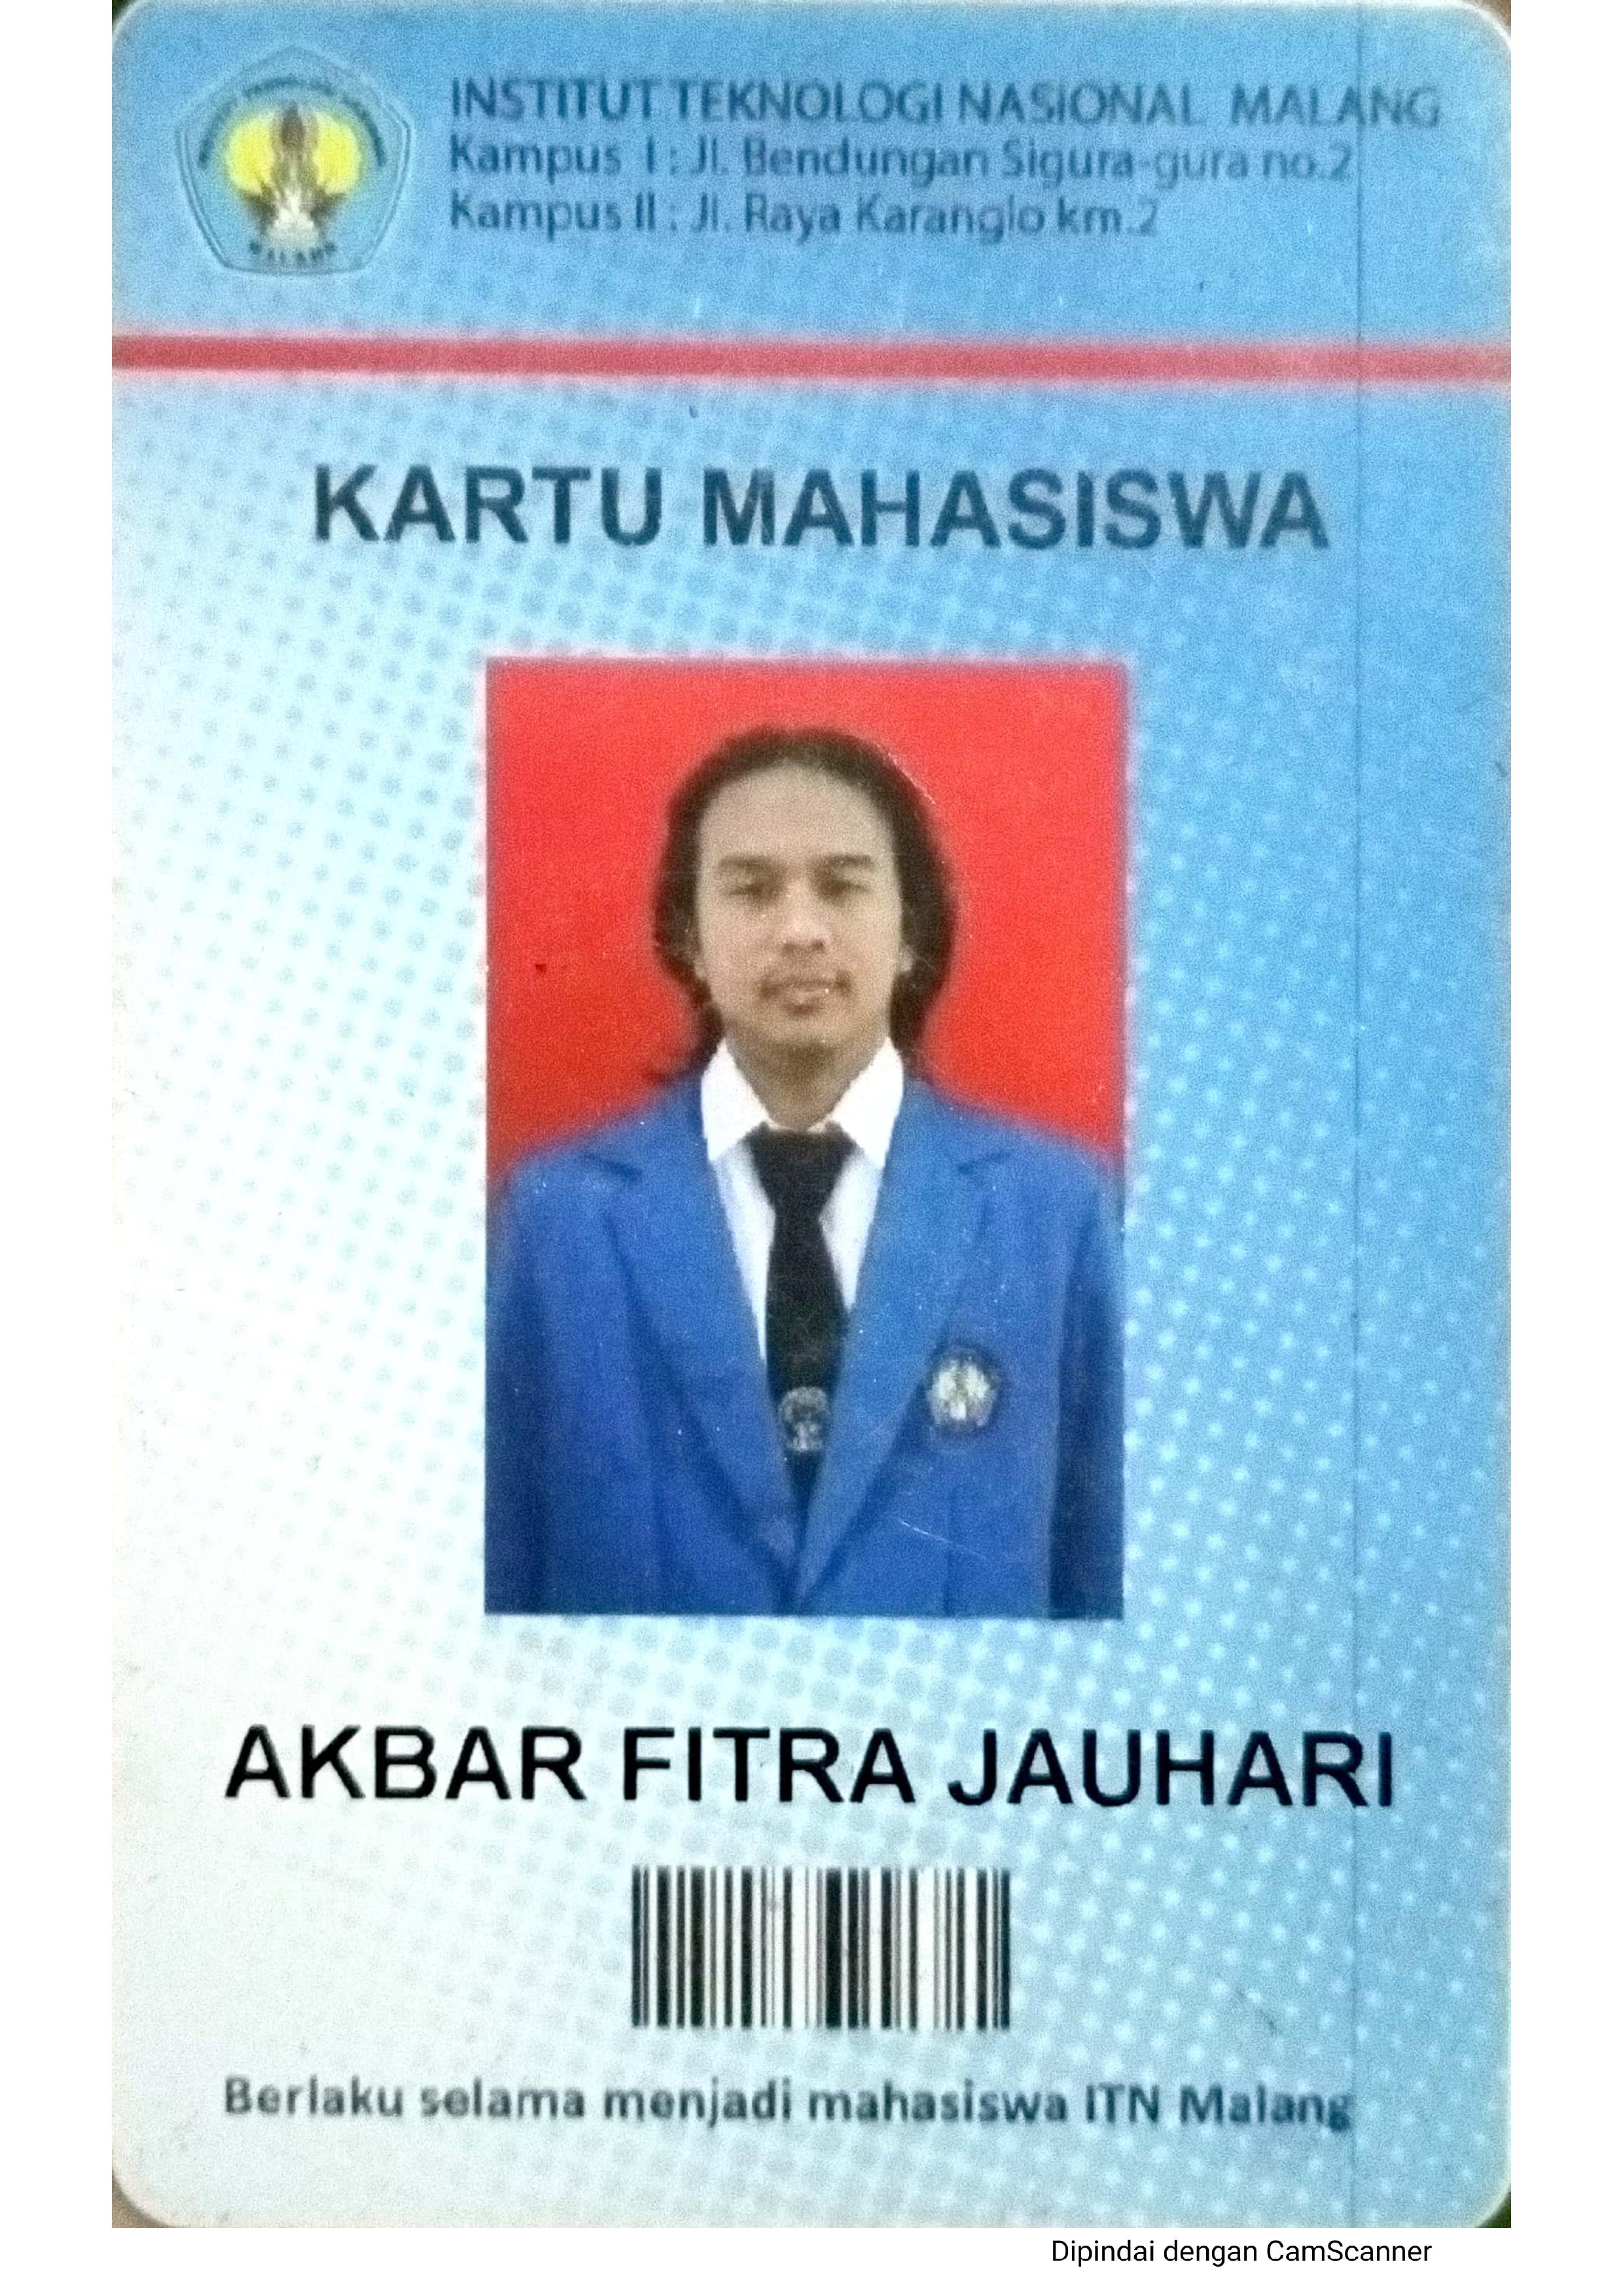 INSTITUT TEKNOLOGI NASIONAL MALANG
Kampus I : Jl. Bendungan Sigura-gura no.2
Kampus II : Jl. Raya Karanglo km.2
MALANG
KARTU MAHASISWA
AKBAR FITRA JAUHARI
Berlaku selama menjadi mahasiswa ITN Malang
Dipindai dengan CamScanner